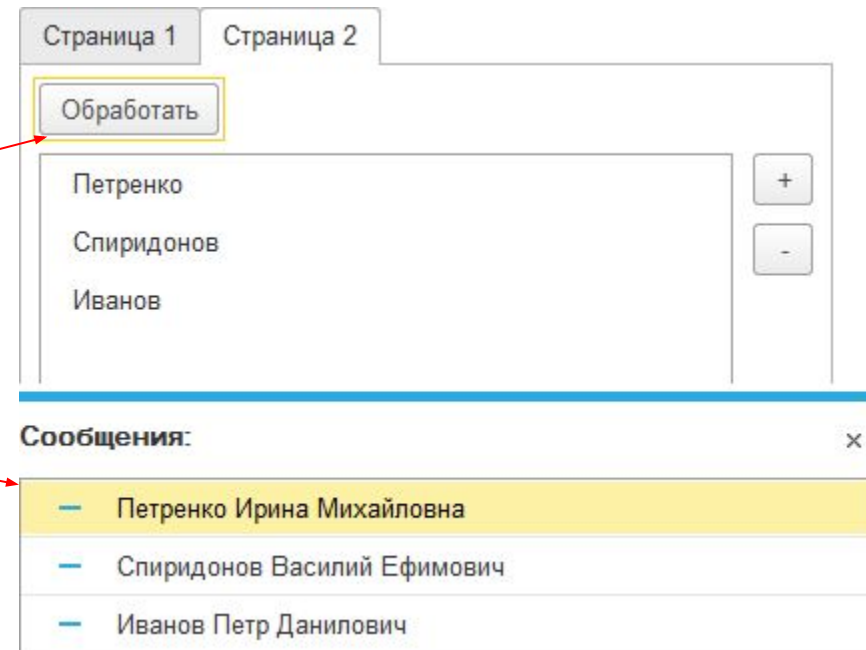 Страница 1 Страница 2
Обработать
Петренко +
Спиридонов -
Иванов
Сообщения: ×
Петренко Ирина Михайловна
Спиридонов Василий Ефимович
Иванов Петр Данилович